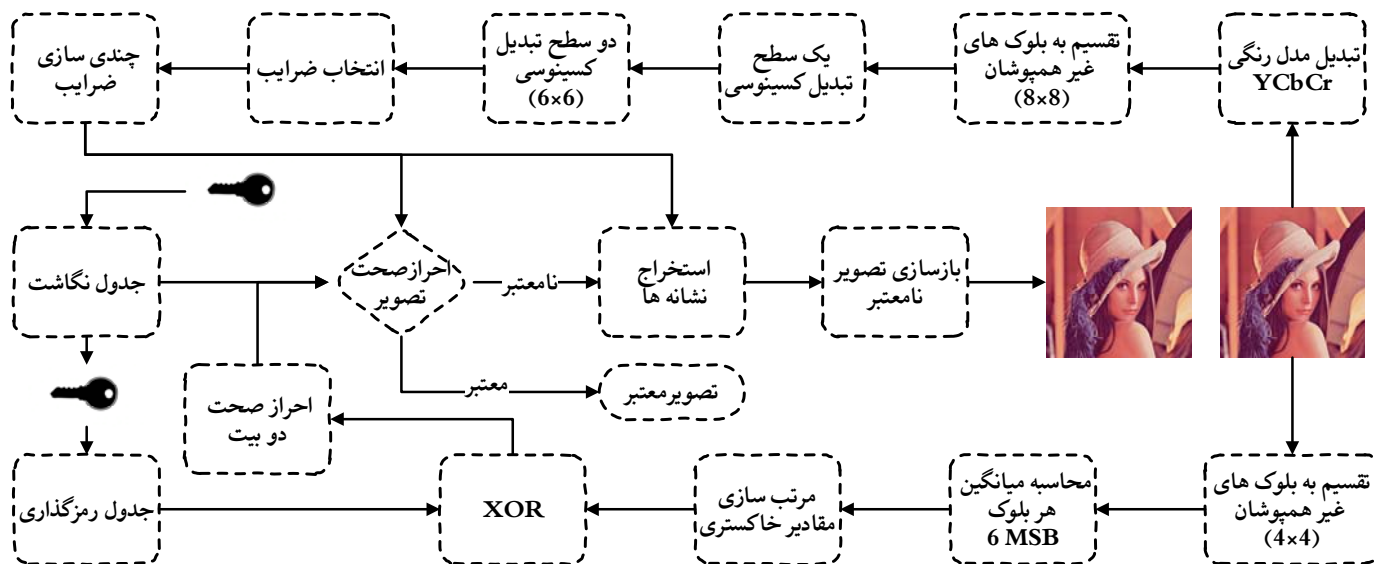 تبدیل مدل رنگی
YCbCr
تقسیم به بلوک های
غیر همپوشان
(8×8)
یک سطح
تبدیل کسینوسی
دو سطح تبدیل
کسینوسی
(6×6)
انتخاب ضرایب
چندی سازی
ضرایب
جدول نگاشت
احرازصحت
تصویر
نامعتبر
استخراج
نشانه ها
بازسازی تصویر
نامعتبر
معتبر
تصویرمعتبر
احراز صحت
دو بیت
تقسیم به بلوک های
غیر همپوشان
(4×4)
محاسبه میانگین
هر بلوک
6 MSB
مرتب سازی
مقادیر خاکستری
XOR
جدول رمزگذاری